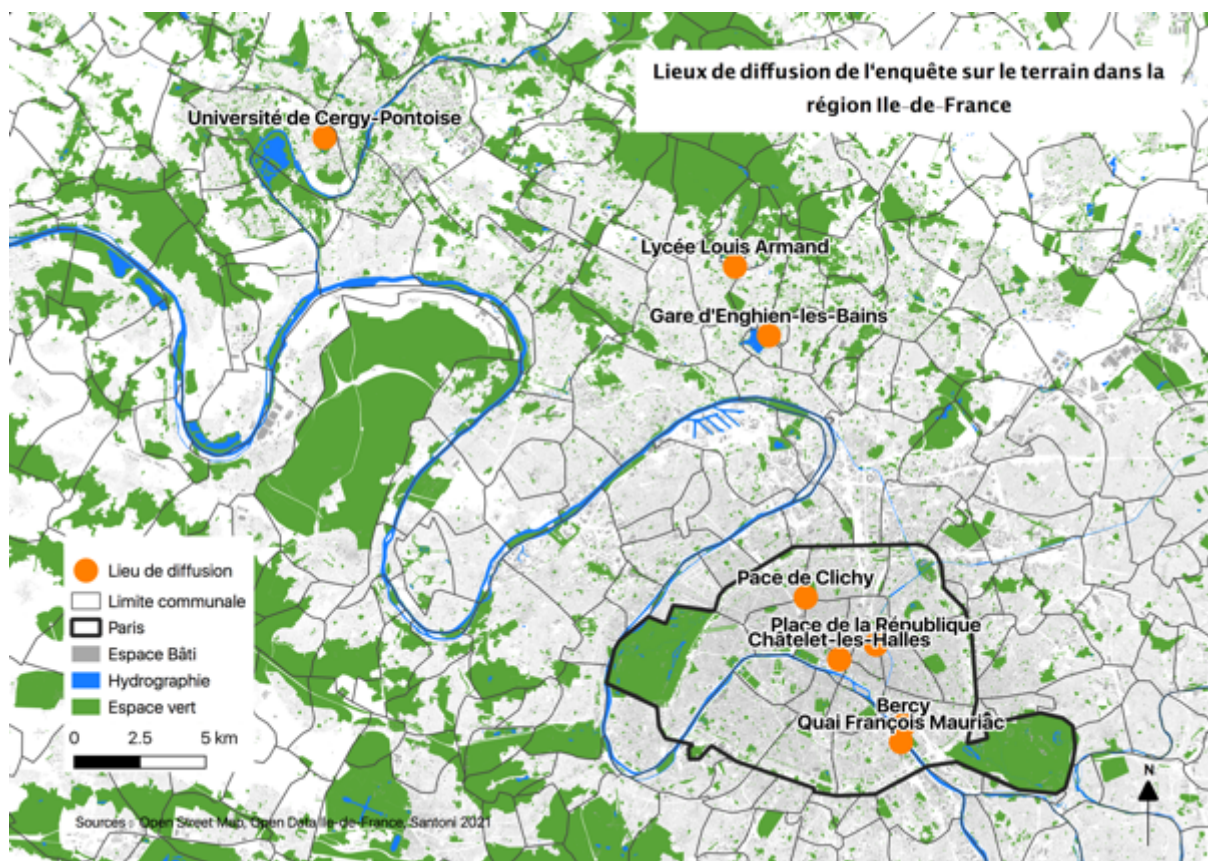 Lieux de diffusion de l'enquête sur le terrain dans la
région Ile-de-France
Université de Cergy-Pontoise
Lycée Louis Armand
Gare d'Enghien-les-Bains
Pace de Clichy
Place de la République
Châtelet-les-Halles
Bercy
Quai François Mauriac
Lieu de diffusion
Limite communale
Paris
Espace Bâti
Hydrographie
Espace vert
0 2.5 5 km
N
Sources : Open Street Map, Open Data Ile-de-France, Santoni 2021